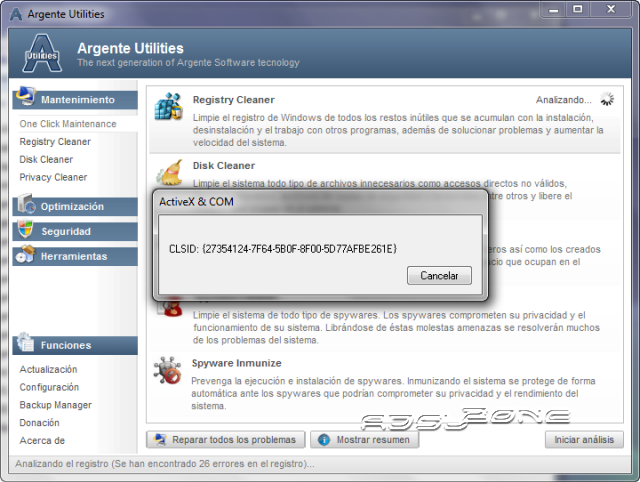 Argente Utilities
Utilities
Argente Utilities
The next generation of Argente Software tecnology
Mantenimiento
One Click Maintenance
Registry Cleaner
Disk Cleaner
Privacy Cleaner
Optimización
Seguridad
Herramientas
Funciones
Actualización
Configuración
Backup Manager
Donación
Acerca de
Registry Cleaner
Analizando...
Limpie el registro de Windows de todos los restos inútiles que se acumulan con la instalación,
desinstalación y el trabajo con otros programas, además de solucionar problemas y aumentar la
velocidad del sistema.
Disk Cleaner
Limpie el sistema todo tipo de archivos innecesarios como accesos directos no válidos,
entre otros y libere el
ActiveX & COM
CLSID: {27354124-7F64-5B0F-8F00-5D77AFBE261E}
Cancelar
eros así como los creados
acio que ocupan en el
Limpie el sistema de todo tipo de spywares. Los spywares comprometen su privacidad y el
funcionamiento de su sistema. Librándose de éstas molestas amenazas se resolverán muchos
de los problemas del sistema.
Spyware Inmunize
Prevenga la ejecución e instalación de spywares. Inmunizando el sistema se protege de forma
automática ante los spywares que podrían comprometer su privacidad y el rendimiento del
sistema.
Reparar todos los problemas
Mostrar resumen
Iniciar análisis
Analizando el registro (Se han encontrado 26 errores en el registro)...